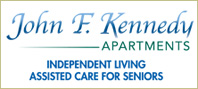 John F. Kennedy
APARTMENTS
INDEPENDENT LIVING
ASSISTED CARE FOR SENIORS